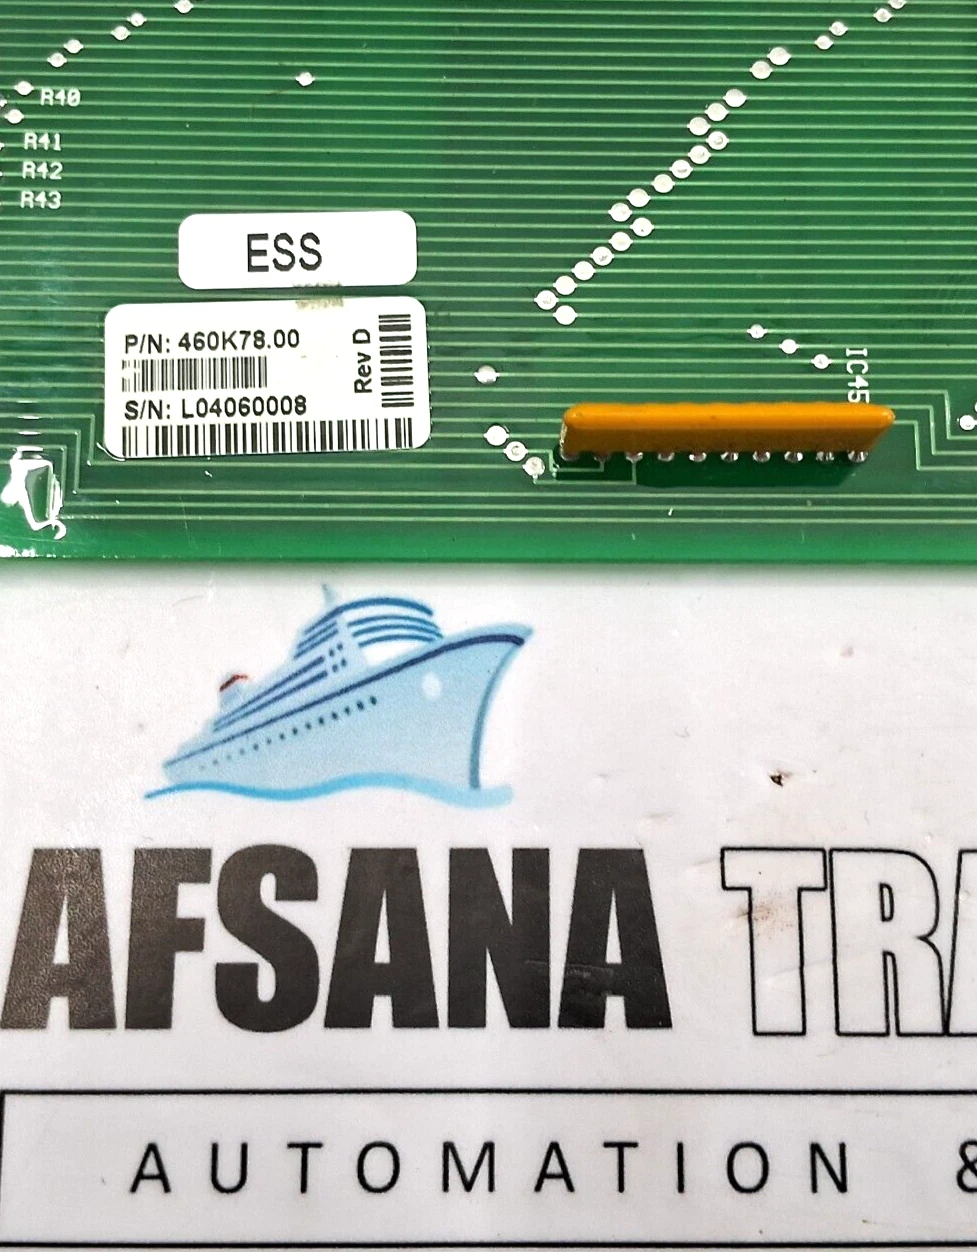 R40
R41
R42
R43
ESS
P/N: 460K78.00
Rev D
S/N: L04060008
IC45
AFSANA TRA
AUTOMATION &